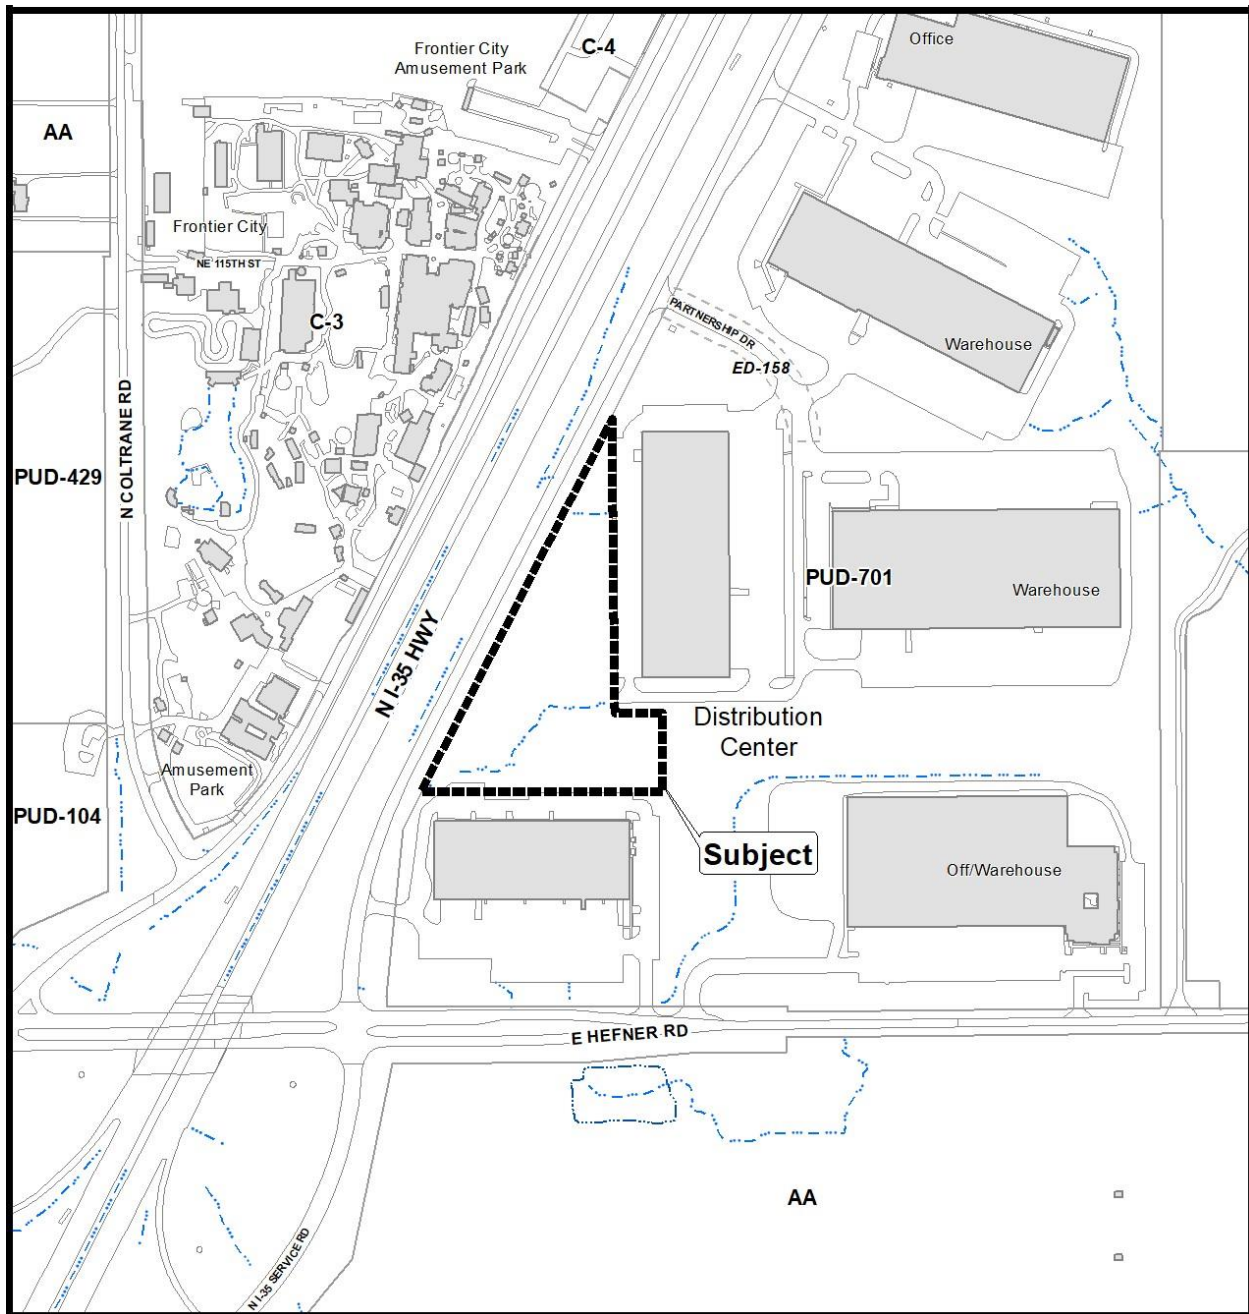 Office
Frontier City
Amusement Park
C-4
AA
Frontier City
NE 115TH ST
C-3
PARTNERSHIP DR
ED-158
Warehouse
N COLTRANE RD
PUD-429
PUD-701
Warehouse
N I-35 HWY
Distribution
Center
Amusement
Park
PUD-104
Subject
Off/Warehouse
E HEFNER RD
AA
N I-35 SERVICE RD